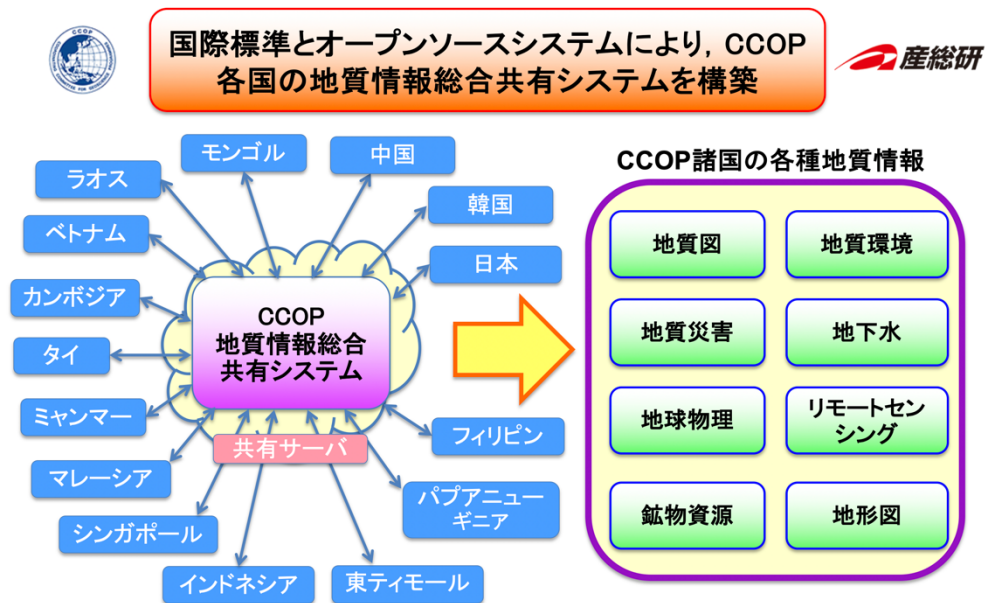 CCOP
国際標準とオープンソースシステムにより，CCOP
各国の地質情報総合共有システムを構築
産総研
モンゴル
中国
ラオス
韓国
ベトナム
日本
カンボジア
タイ
ミャンマー
マレーシア
シンガポール
インドネシア
東ティモール
パプアニュー
ギニア
フィリピン
CCOP
地質情報総合
共有システム
共有サーバ
CCOP諸国の各種地質情報
地質図
地質環境
地質災害
地下水
地球物理
リモートセン
シング
鉱物資源
地形図